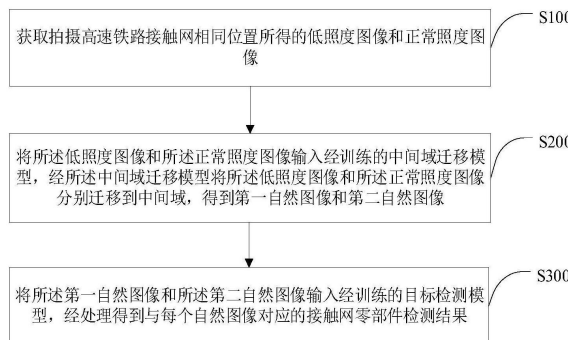 获取拍摄高速铁路接触网相同位置所得的低照度图像和正常照度图
像
S100
将所述低照度图像和所述正常照度图像输入经训练的中间域迁移模
型，经所述中间域迁移模型将所述低照度图像和所述正常照度图像
分别迁移到中间域，得到第一自然图像和第二自然图像
S200
将所述第一自然图像和所述第二自然图像输入经训练的目标检测模
型，经处理得到与每个自然图像对应的接触网零部件检测结果
S300